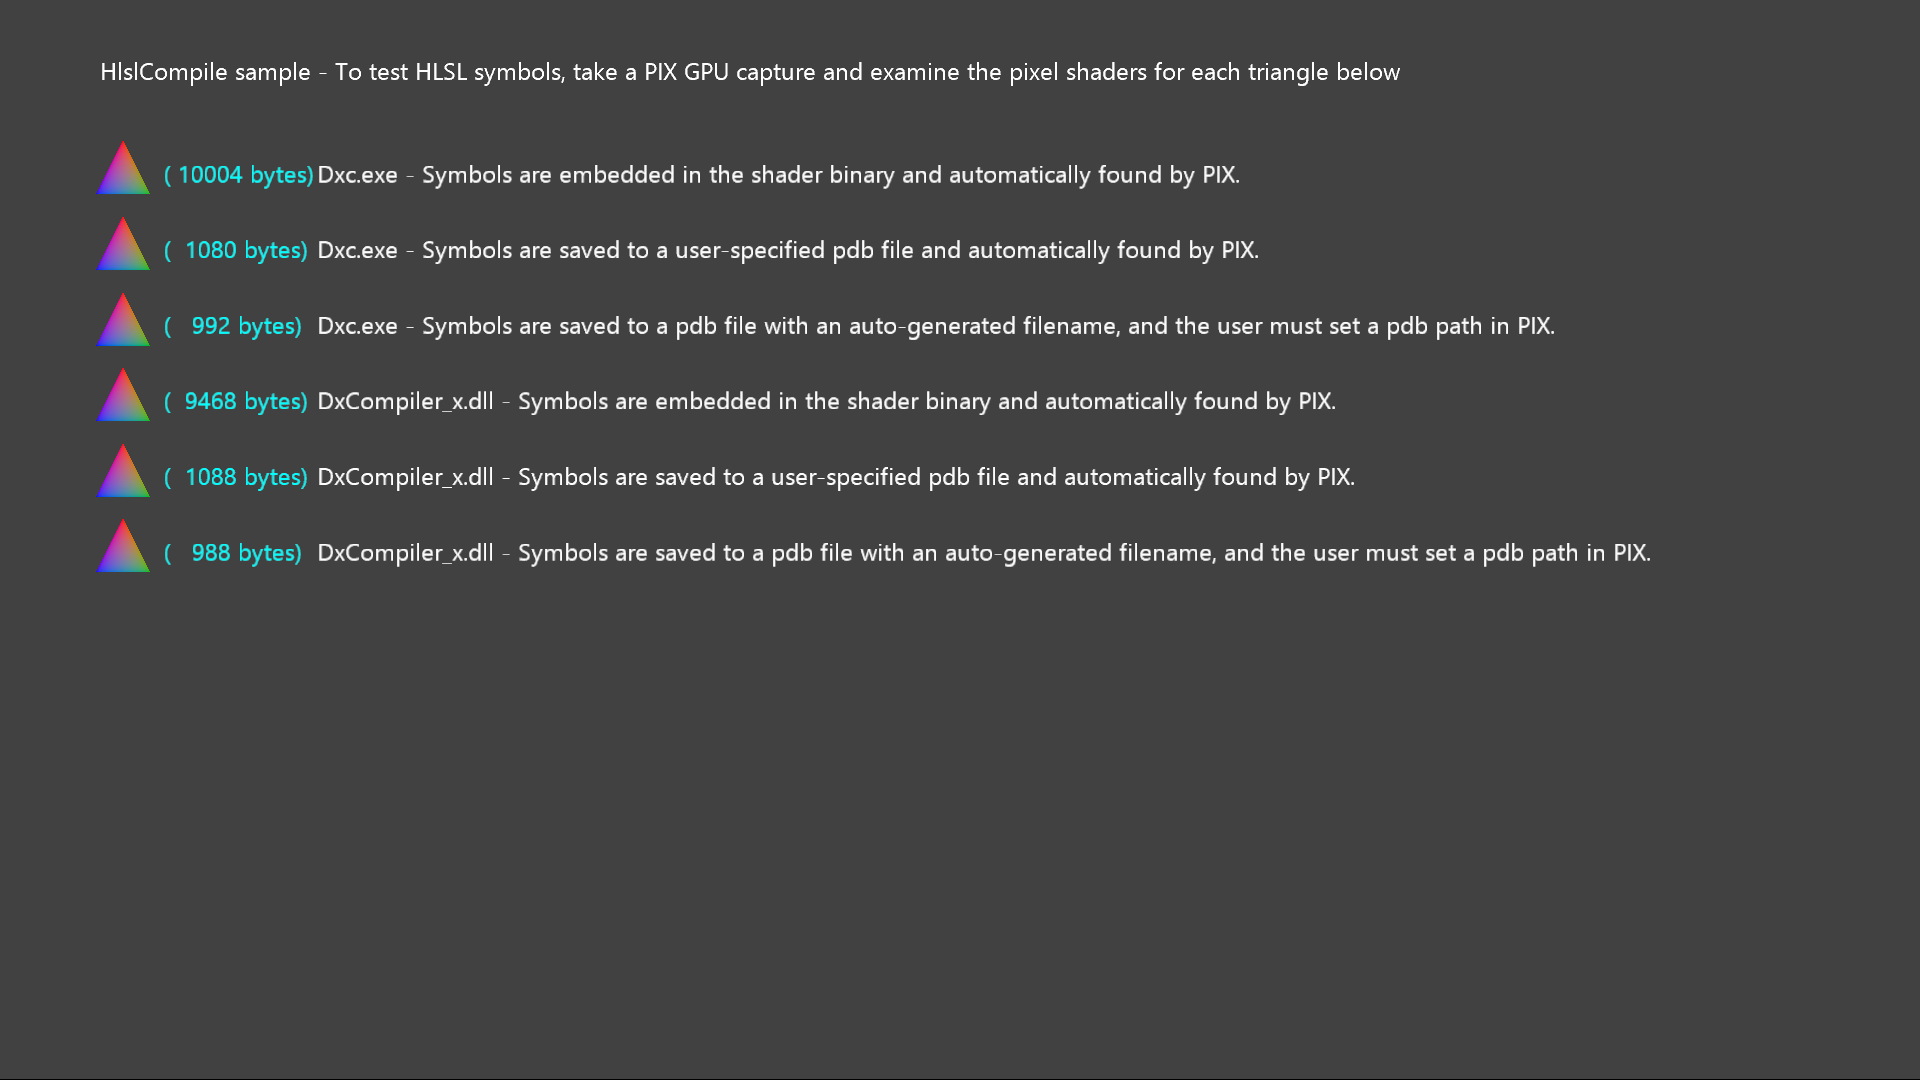 HlslCompile sample - To test HLSL symbols, take a PIX GPU capture and examine the pixel shaders for each triangle below
( 10004 bytes) Dxc.exe - Symbols are embedded in the shader binary and automatically found by PIX.
( 1080 bytes) Dxc.exe - Symbols are saved to a user-specified pdb file and automatically found by PIX.
( 992 bytes) Dxc.exe - Symbols are saved to a pdb file with an auto-generated filename, and the user must set a pdb path in PIX.
( 9468 bytes) DxCompiler_x.dll - Symbols are embedded in the shader binary and automatically found by PIX.
( 1088 bytes) DxCompiler_x.dll - Symbols are saved to a user-specified pdb file and automatically found by PIX.
( 988 bytes) DxCompiler_x.dll - Symbols are saved to a pdb file with an auto-generated filename, and the user must set a pdb path in PIX.